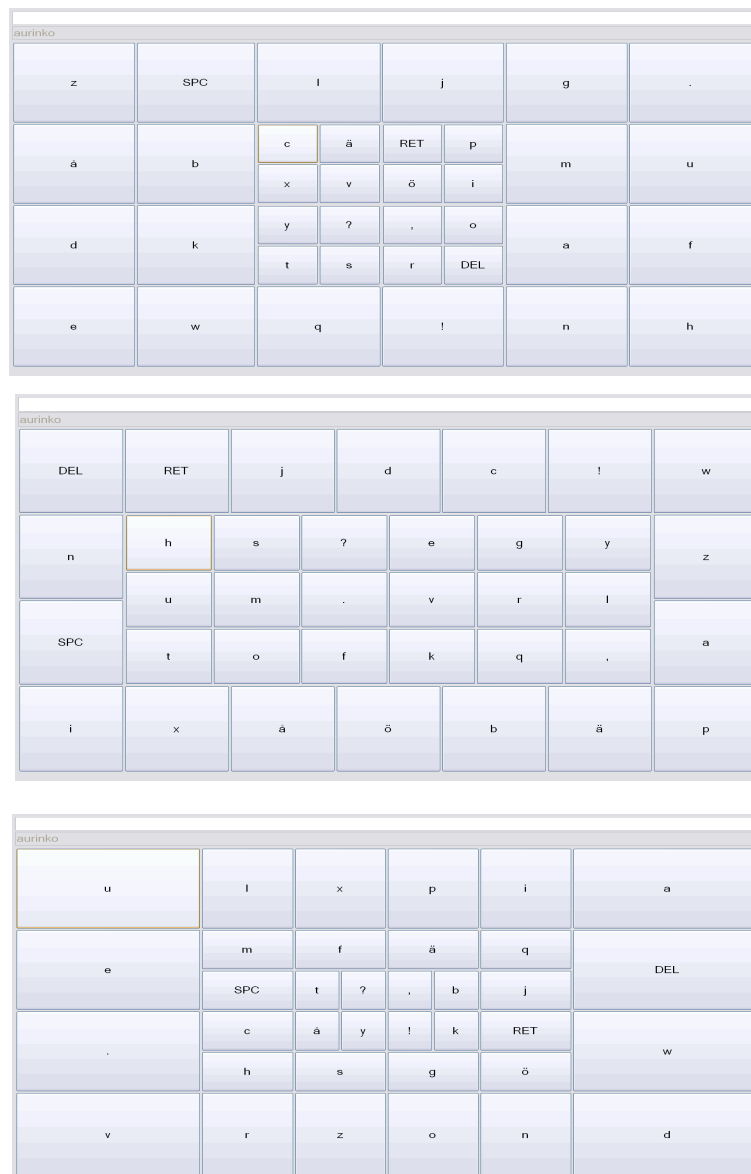 aurinko
z SPC l j g .
á b c ä RET p m u
x v ö i
d k y ? , o a f
t s r DEL
e w q ! n h
aurinko
DEL RET j d c ! w
n h s ? e g y z
u m . v r l
SPC t o f k q , a
i x á ö b ä p
aurinko
u l x p i a
e m f ä q DEL
SPC t ? , b j
. c á y ! k RET w
h s g ö
v r z o n d